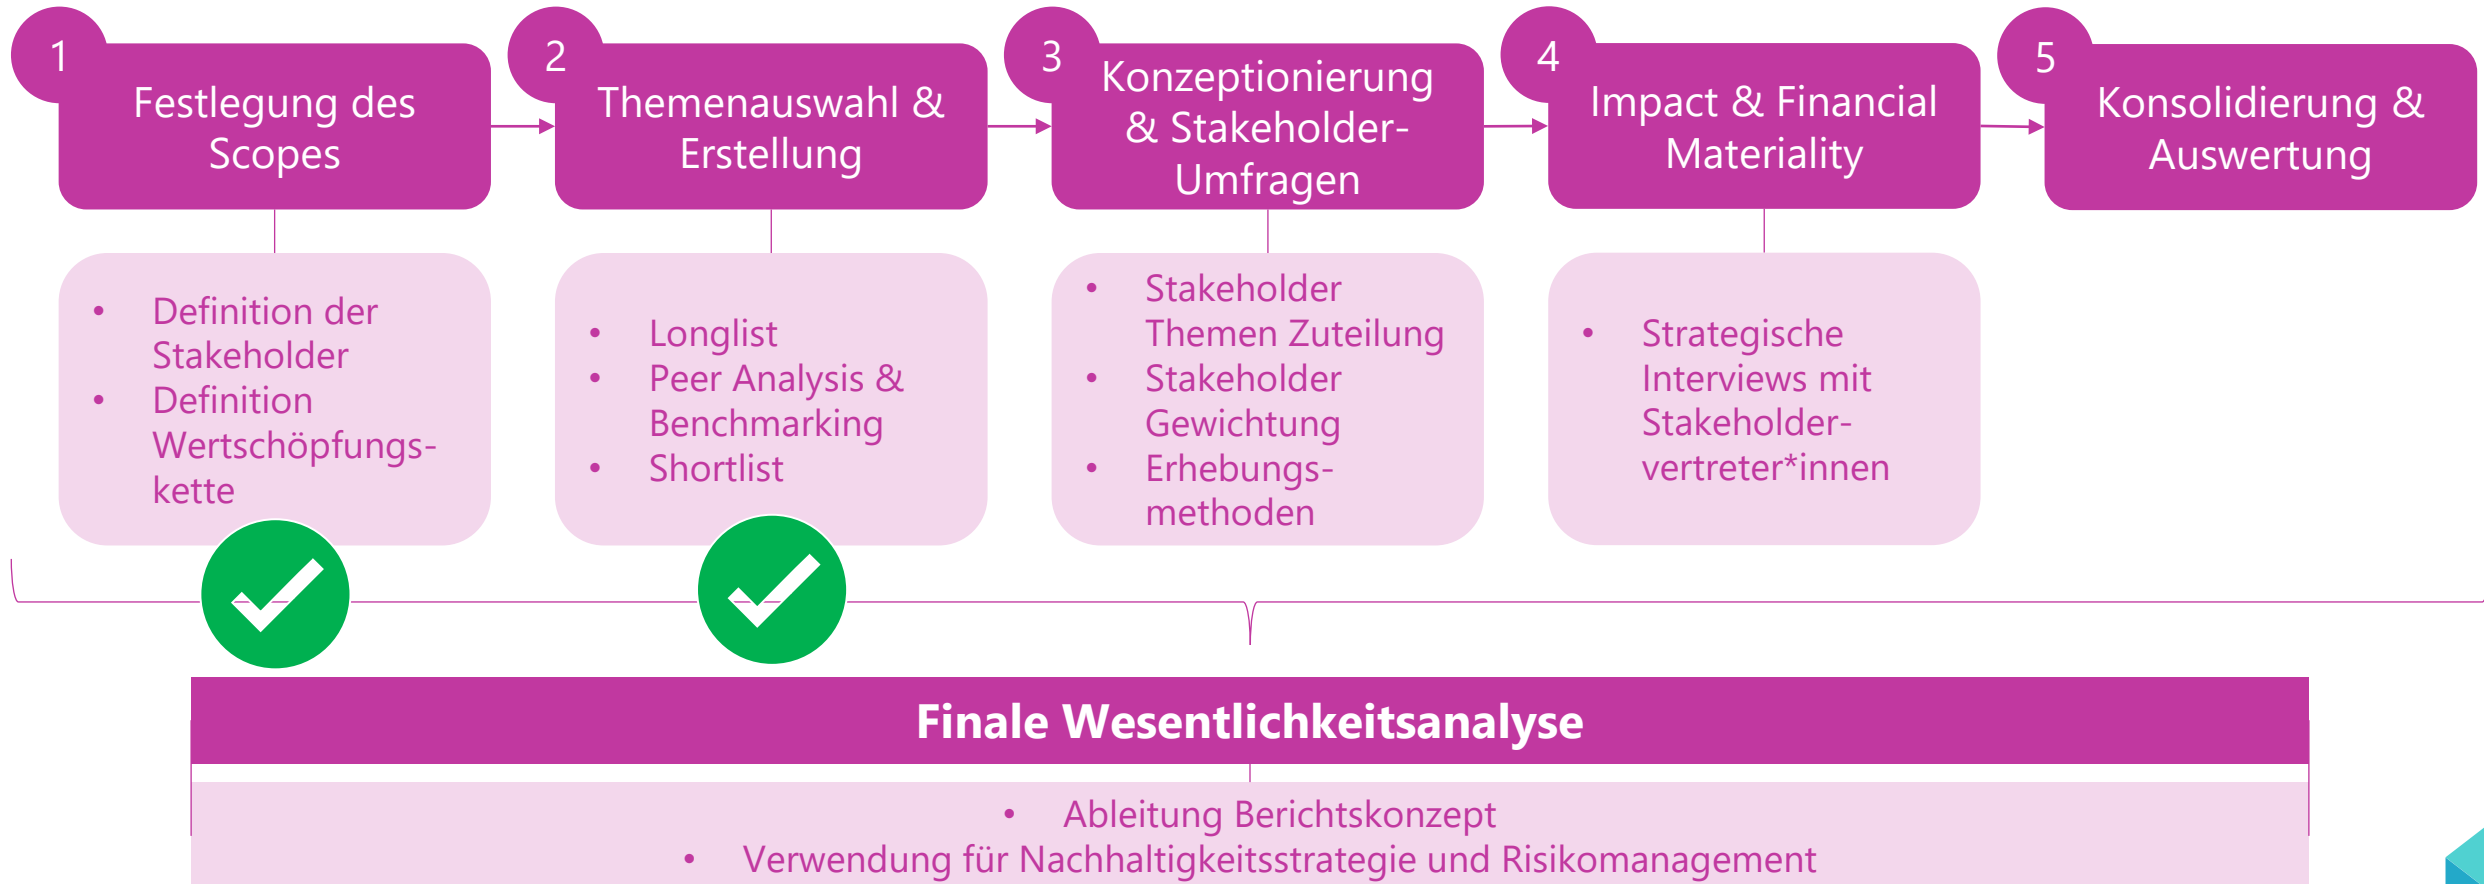 1
Festlegung des
Scopes
2
Themenauswahl &
Erstellung
3
Konzeptionierung
& Stakeholder-
Umfragen
4
Impact & Financial
Materiality
5
Konsolidierung &
Auswertung
• Definition der
Stakeholder
• Definition
Wertschöpfungs-
kette
• Longlist
• Peer Analysis &
Benchmarking
• Shortlist
• Stakeholder
Themen Zuteilung
• Stakeholder
Gewichtung
• Erhebungs-
methoden
• Strategische
Interviews mit
Stakeholder-
vertreter*innen
Finale Wesentlichkeitsanalyse
• Ableitung Berichtskonzept
• Verwendung für Nachhaltigkeitsstrategie und Risikomanagement